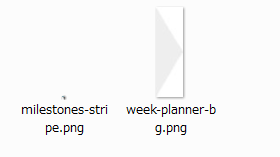 milestones-stri
pe.png
week-planner-b
g.png